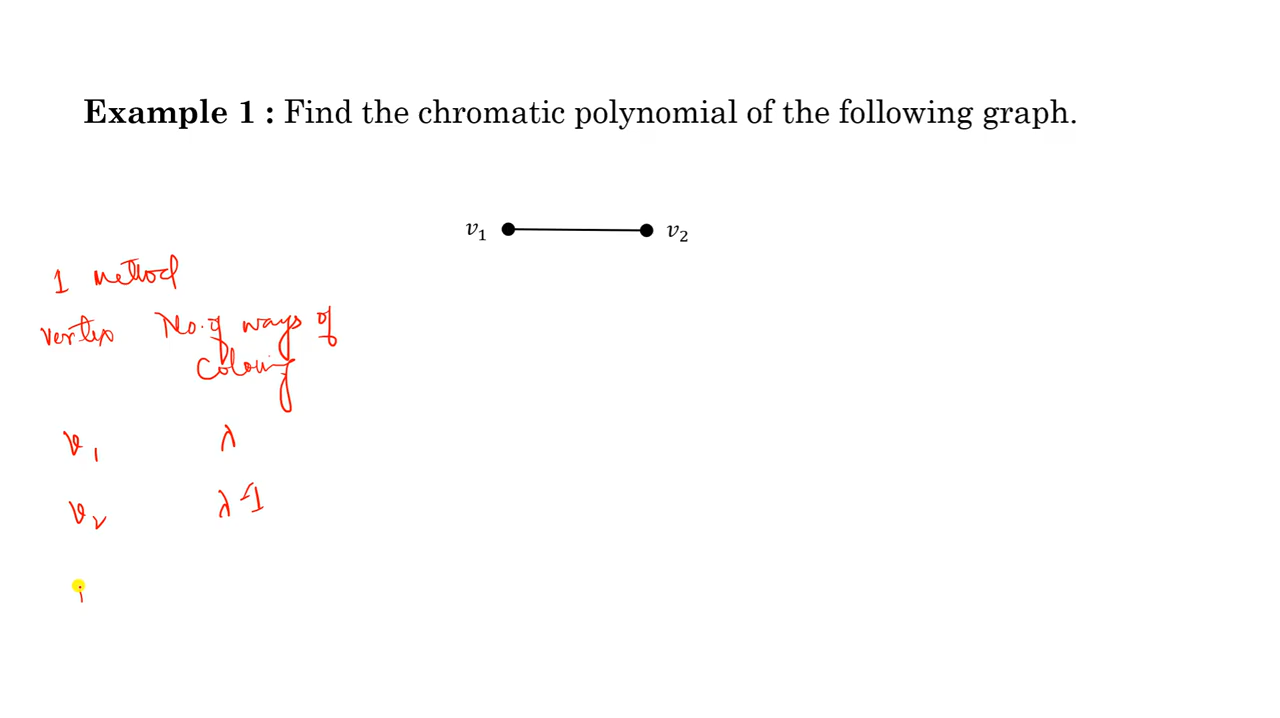 Example 1 : Find the chromatic polynomial of the following graph.
v₁ v₂
1 method
vertex No. of ways of
Colouring
v₁ λ
v₂ λ-1